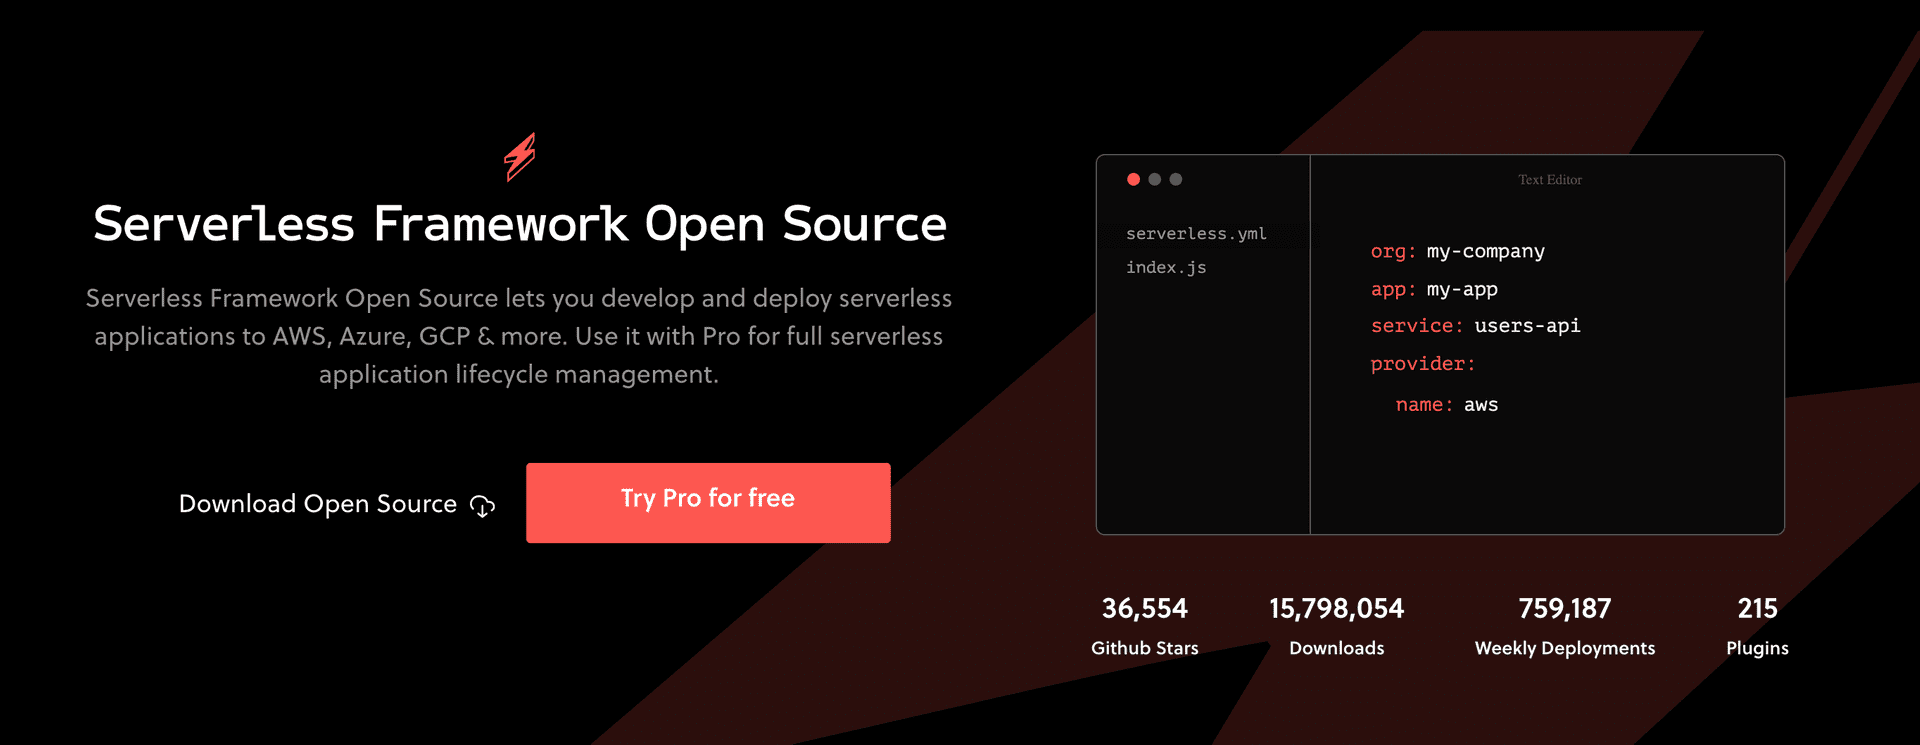 Serverless Framework Open Source
Serverless Framework Open Source lets you develop and deploy serverless
applications to AWS, Azure, GCP & more. Use it with Pro for full serverless
application lifecycle management.
Download Open Source
Try Pro for free
serverless.yml
index.js
Text Editor
org: my-company
app: my-app
service: users-api
provider:
name: aws
36,554
Github Stars
15,798,054
Downloads
759,187
Weekly Deployments
215
Plugins